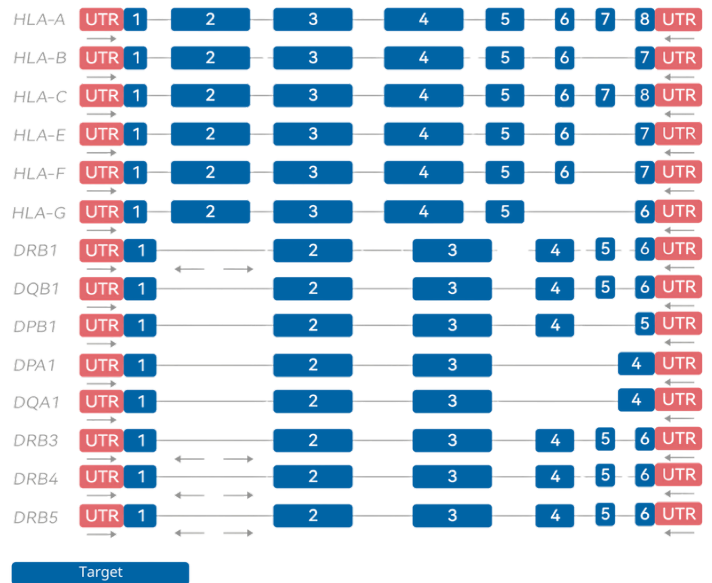 HLA-A UTR 1 2 3 4 5 6 7 8 UTR
HLA-B UTR 1 2 3 4 5 6 7 UTR
HLA-C UTR 1 2 3 4 5 6 7 8 UTR
HLA-E UTR 1 2 3 4 5 6 7 UTR
HLA-F UTR 1 2 3 4 5 6 7 UTR
HLA-G UTR 1 2 3 4 5 6 UTR
DRB1 UTR 1 2 3 4 5 6 UTR
DQB1 UTR 1 2 3 4 5 6 UTR
DPB1 UTR 1 2 3 4 5 UTR
DPA1 UTR 1 2 3 4 UTR
DQA1 UTR 1 2 3 4 UTR
DRB3 UTR 1 2 3 4 5 6 UTR
DRB4 UTR 1 2 3 4 5 6 UTR
DRB5 UTR 1 2 3 4 5 6 UTR
Target